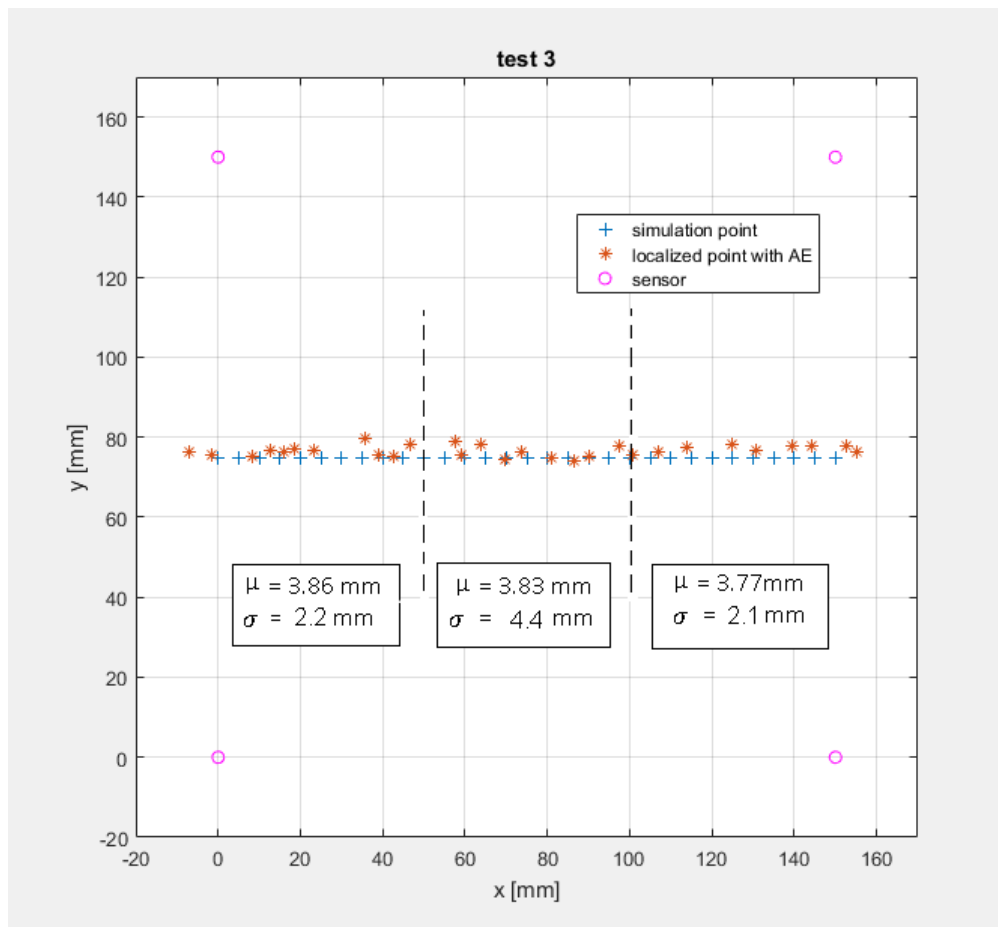 test 3
160
140
120
100
80
60
40
20
0
-20
y [mm]
simulation point
localized point with AE
sensor
μ = 3.86 mm
σ = 2.2 mm
μ = 3.83 mm
σ = 4.4 mm
μ = 3.77mm
σ = 2.1 mm
-20 0 20 40 60 80 100 120 140 160
x [mm]